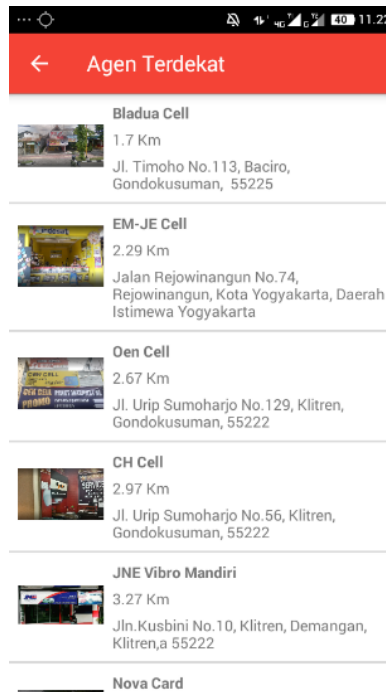 4G G 40 11.22
Agen Terdekat
Bladua Cell
1.7 Km
Jl. Timoho No.113, Baciro,
Gondokusuman, 55225
EM-JE Cell
2.29 Km
Jalan Rejowinangun No.74,
Rejowinangun, Kota Yogyakarta, Daerah
Istimewa Yogyakarta
Oen Cell
2.67 Km
Jl. Urip Sumoharjo No.129, Klitren,
Gondokusuman, 55222
CH Cell
2.97 Km
Jl. Urip Sumoharjo No.56, Klitren,
Gondokusuman, 55222
JNE Vibro Mandiri
3.27 Km
Jln.Kusbini No.10, Klitren, Demangan,
Klitren,a 55222
Nova Card